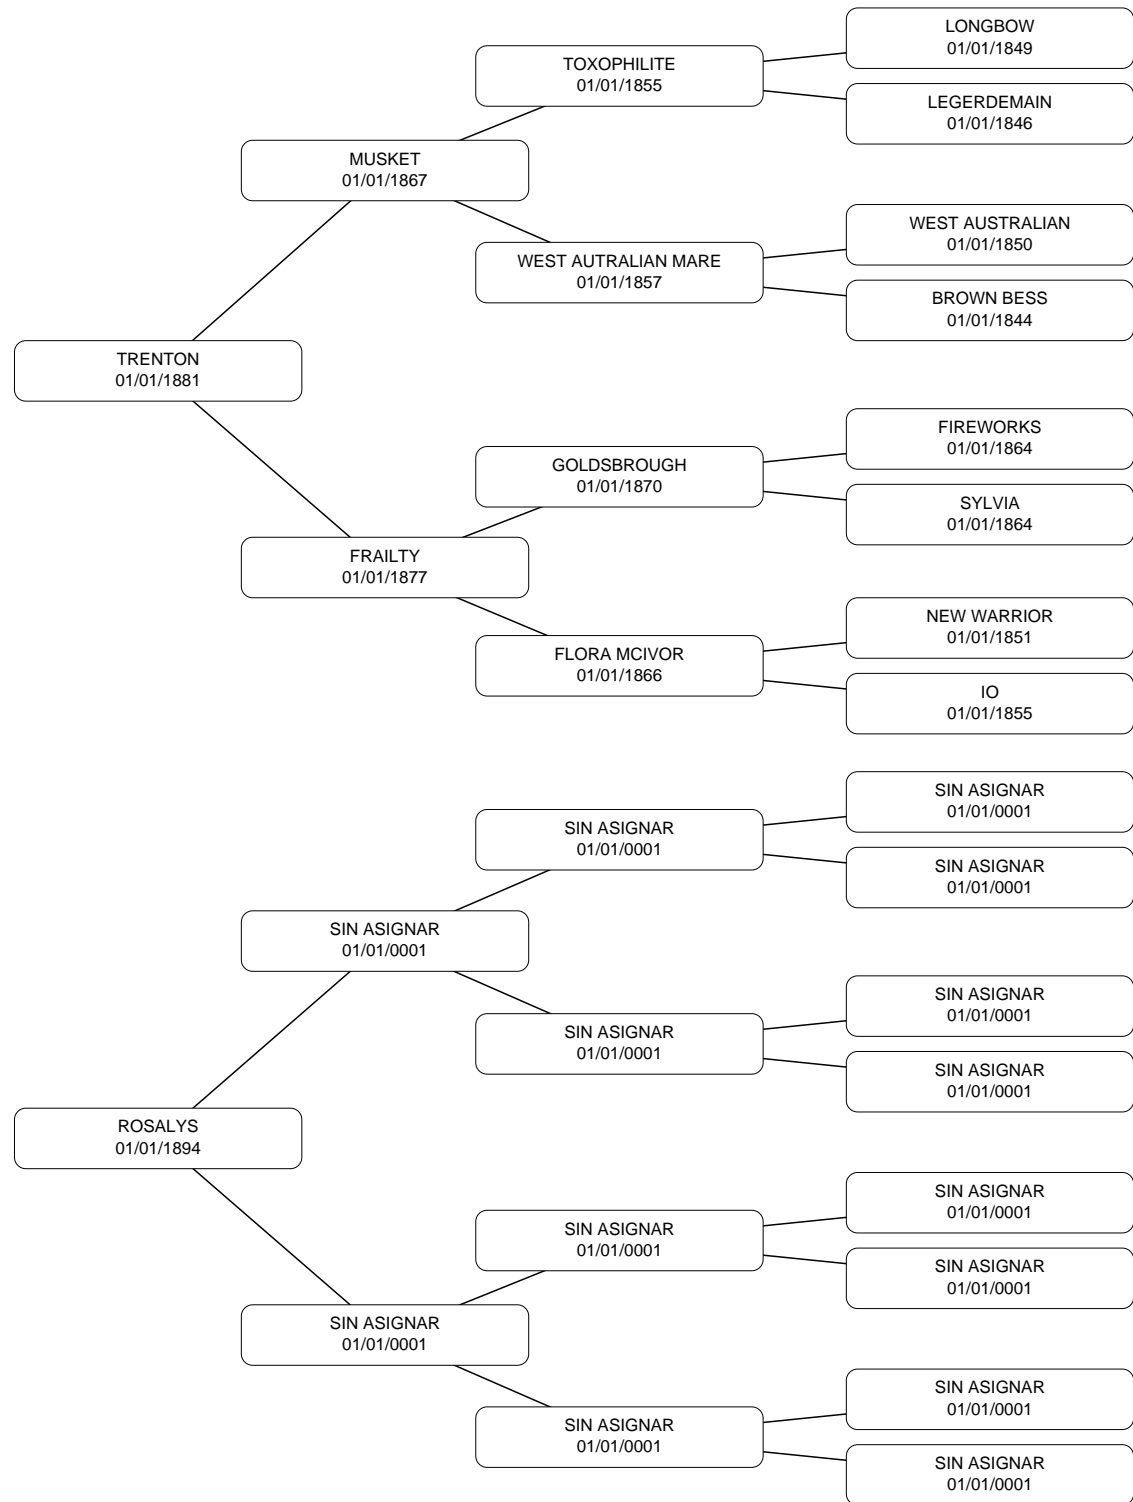 LONGBOW
01/01/1849
TOXOPHILITE
01/01/1855
LEGERDEMAIN
01/01/1846
MUSKET
01/01/1867
WEST AUSTRALIAN
01/01/1850
WEST AUTRALIAN MARE
01/01/1857
BROWN BESS
01/01/1844
TRENTON
01/01/1881
FIREWORKS
01/01/1864
GOLDSBROUGH
01/01/1870
SYLVIA
01/01/1864
FRAILTY
01/01/1877
NEW WARRIOR
01/01/1851
FLORA MCIVOR
01/01/1866
IO
01/01/1855
SIN ASIGNAR
01/01/0001
SIN ASIGNAR
01/01/0001
SIN ASIGNAR
01/01/0001
SIN ASIGNAR
01/01/0001
SIN ASIGNAR
01/01/0001
SIN ASIGNAR
01/01/0001
SIN ASIGNAR
01/01/0001
ROSALYS
01/01/1894
SIN ASIGNAR
01/01/0001
SIN ASIGNAR
01/01/0001
SIN ASIGNAR
01/01/0001
SIN ASIGNAR
01/01/0001
SIN ASIGNAR
01/01/0001
SIN ASIGNAR
01/01/0001
SIN ASIGNAR
01/01/0001